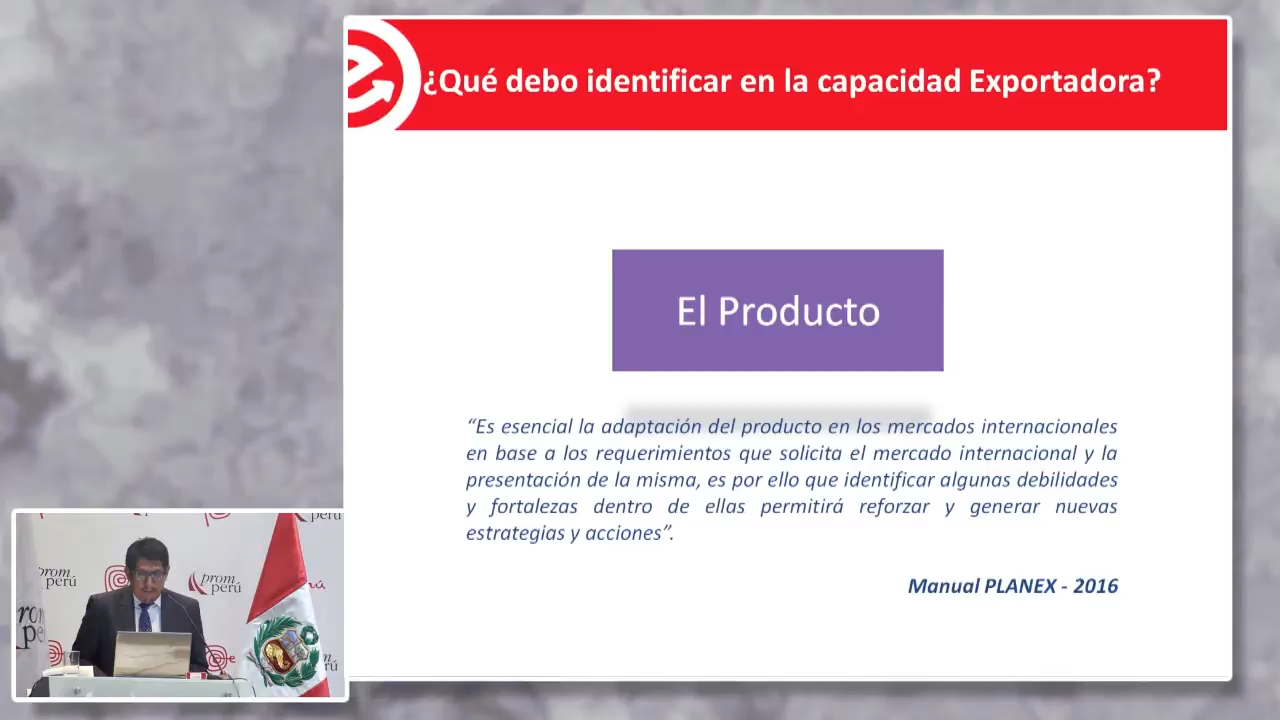 ¿Qué debo identificar en la capacidad Exportadora?
El Producto
“Es esencial la adaptación del producto en los mercados internacionales
en base a los requerimientos que solicita el mercado internacional y la
presentación de la misma, es por ello que identificar algunas debilidades
y fortalezas dentro de ellas permitirá reforzar y generar nuevas
estrategias y acciones”.
Manual PLANEX - 2016
prom
perú
prom
perú
perú